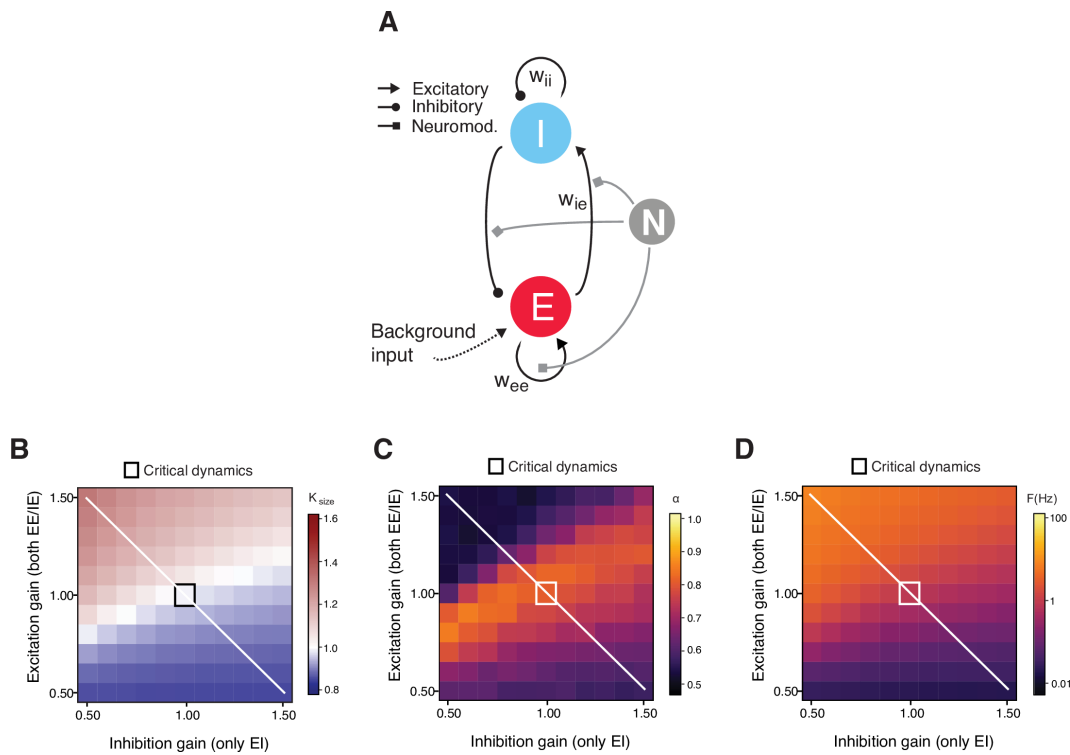 A
Excitatory
Inhibitory
Neuromod.
w ii
I
w ie
N
E
Background
input
w ee
B
Critical dynamics
K size
1.6
1.4
1.2
1.0
0.8
Excitation gain (both EE/IE)
1.50
1.00
0.50
0.50 1.00 1.50
Inhibition gain (only EI)
C
Critical dynamics
α
1.0
0.9
0.8
0.7
0.6
0.5
Excitation gain (both EE/IE)
1.50
1.00
0.50
0.50 1.00 1.50
Inhibition gain (only EI)
D
Critical dynamics
F(Hz)
100
1
0.01
Excitation gain (both EE/IE)
1.50
1.00
0.50
0.50 1.00 1.50
Inhibition gain (only EI)